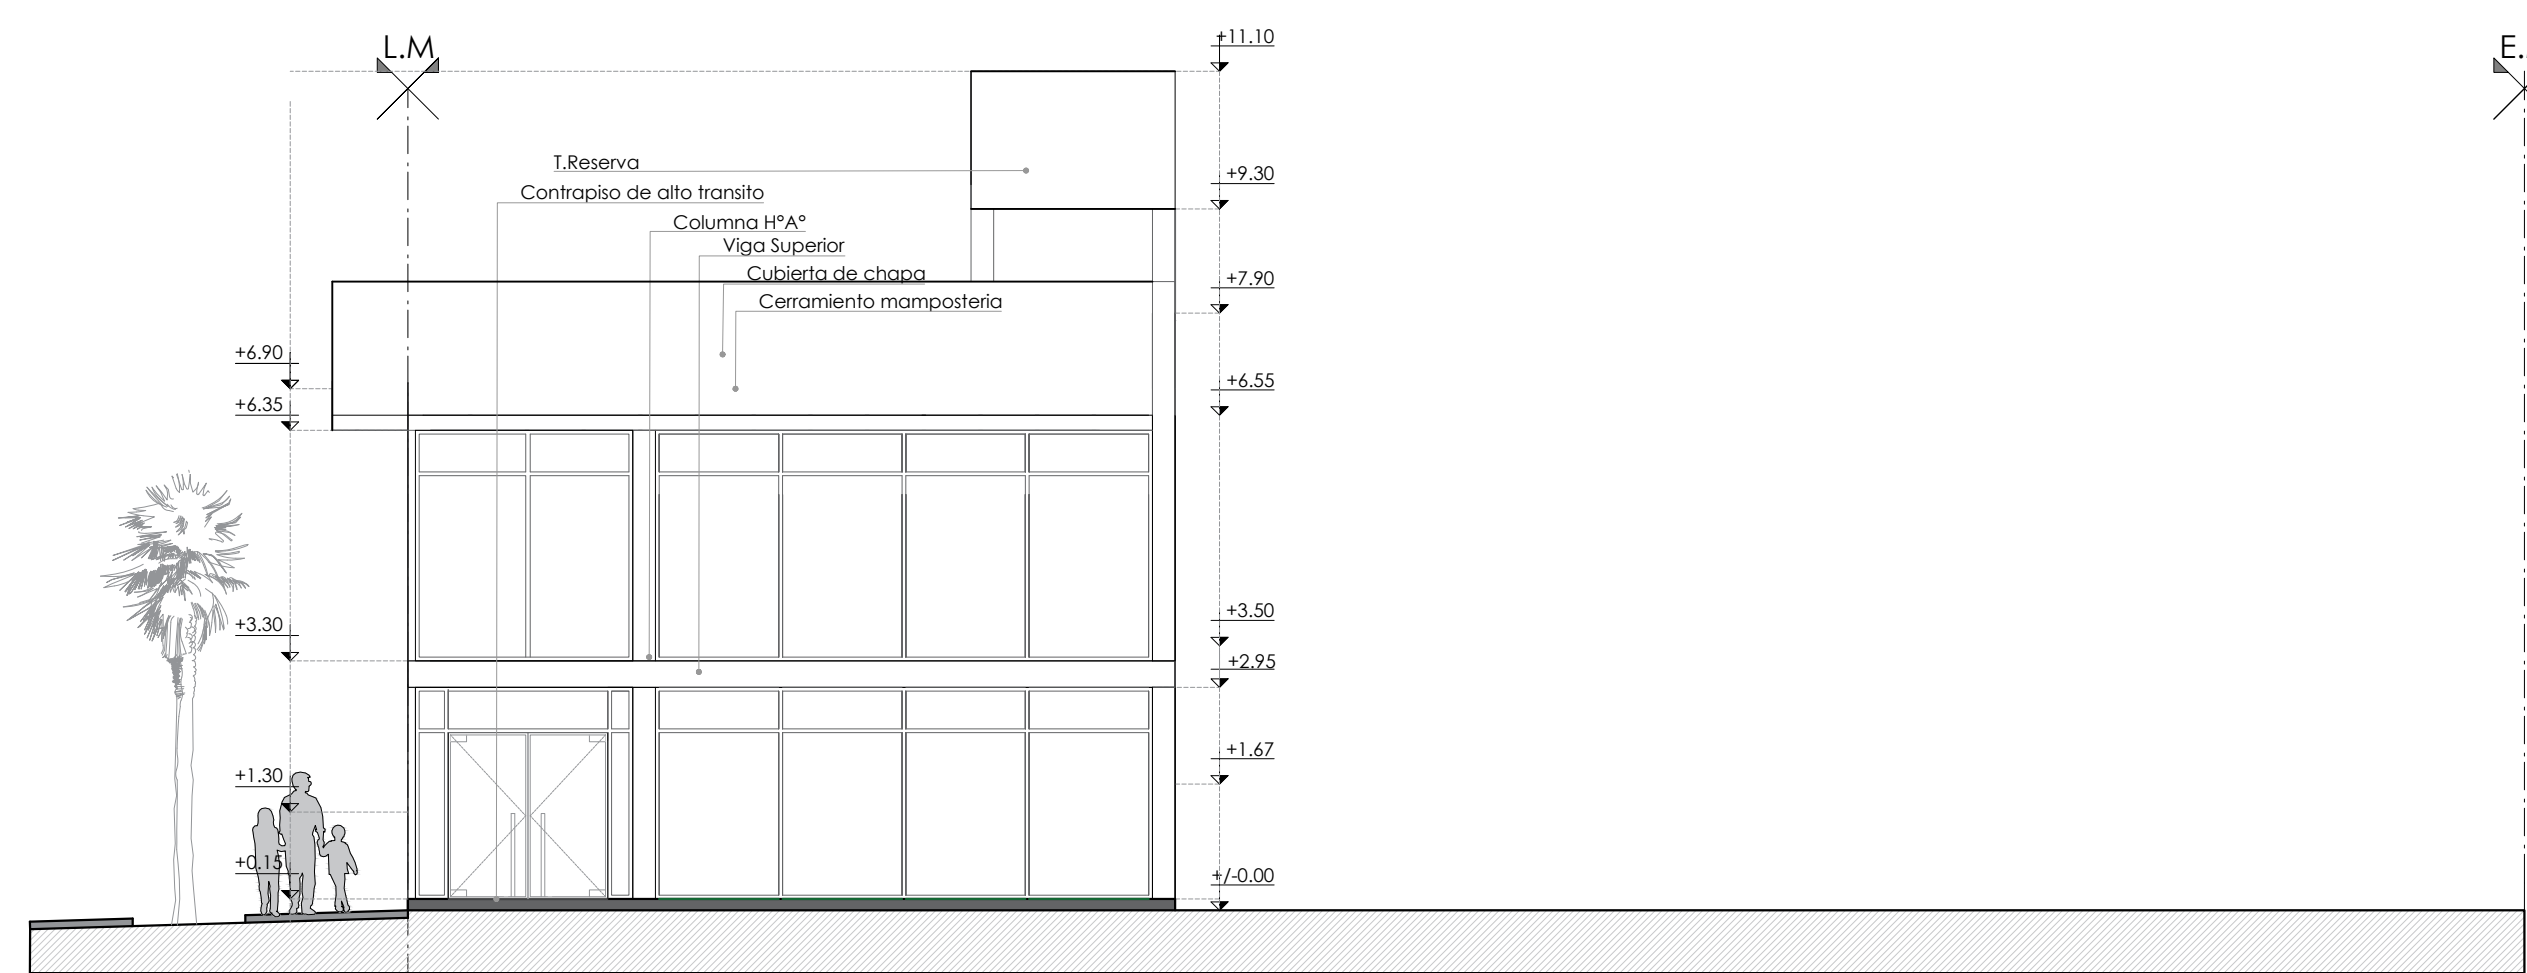 L.M
E.
+11.10
T.Reserva
+9.30
Contrapiso de alto transito
Columna H°A°
Viga Superior
Cubierta de chapa
+7.90
Cerramiento mamposteria
+6.90
+6.55
+6.35
+3.50
+3.30
+2.95
+1.67
+1.30
+0.15
+/-0.00